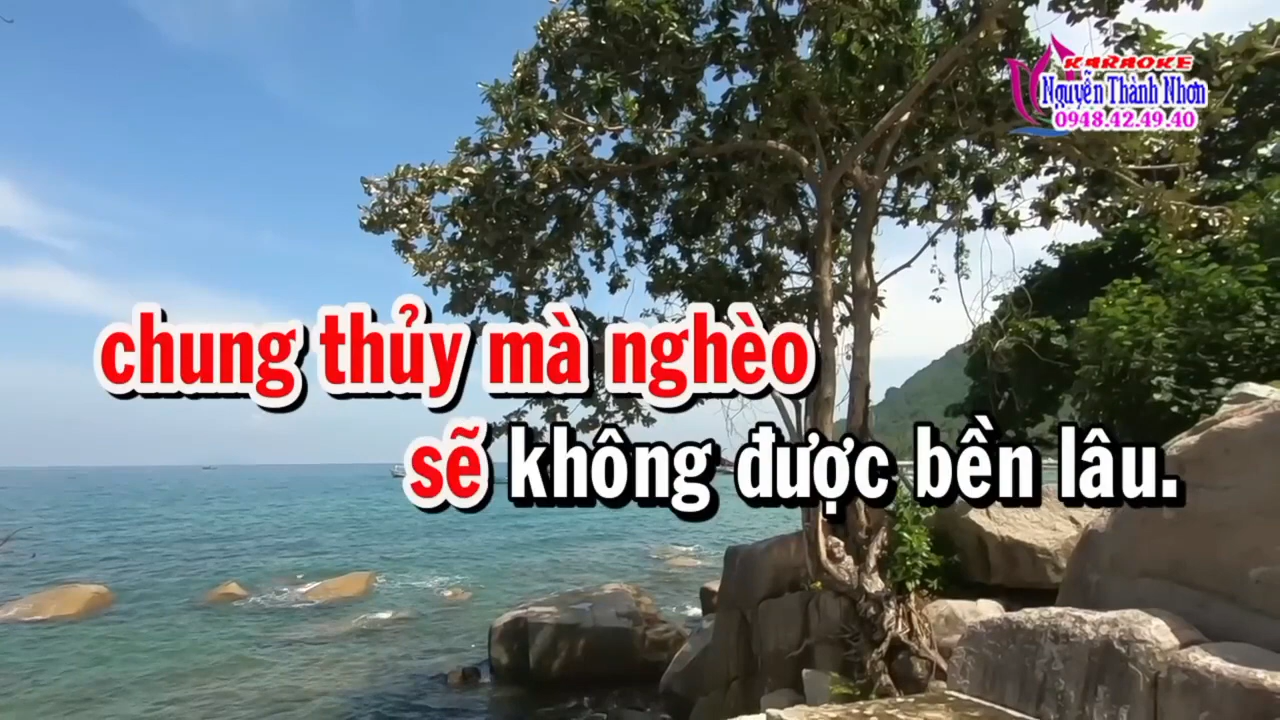 KARAOKE
Nguyễn Thành Nhơn
0948.42.49.40
chung thủy mà nghèo
sẽ không được bền lâu.